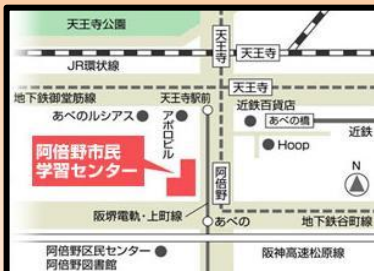 天王寺公園
JR環状線
天王寺
天王寺
地下鉄御堂筋線
天王寺駅前
天王寺
あべのルシアス
アポロビル
近鉄百貨店
あべの橋
近鉄
Hoop
阿倍野市民
学習センター
阿倍野
N
阪堺電軌・上町線
あべの
地下鉄谷町線
阿倍野区民センター
阿倍野図書館
阪神高速松原線